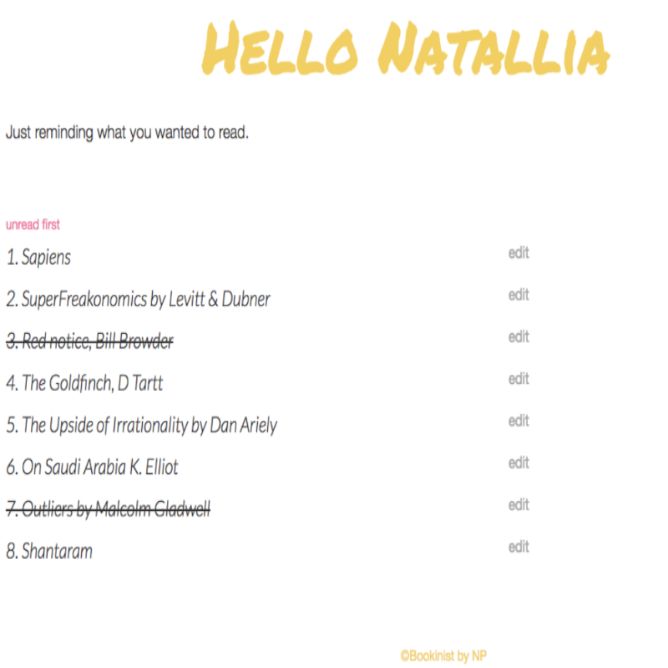 Hello Natallia
Just reminding what you wanted to read.
unread first
1. Sapiens edit
2. SuperFreakonomics by Levitt & Dubner edit
3. Red notice, Bill Browder edit
4. The Goldfinch, D Tartt edit
5. The Upside of Irrationality by Dan Ariely edit
6. On Saudi Arabia K. Elliot edit
7. Outliers by Malcolm Gladwell edit
8. Shantaram edit
©Bookinist by NP